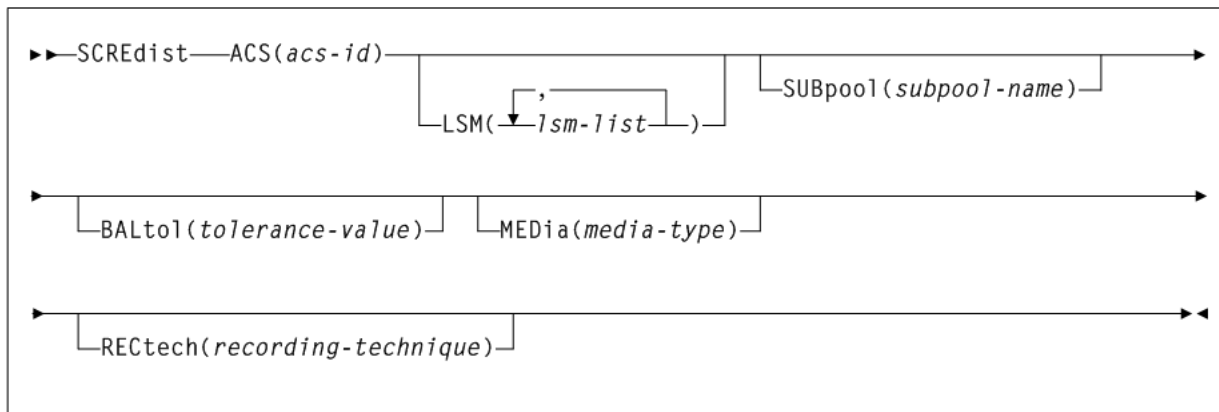 SCREdist ACS(acs-id)
LSM( lsm-list )
,
SUBpool(subpool-name)
BALtol(tolerance-value)
MEDia(media-type)
RECtech(recording-technique)